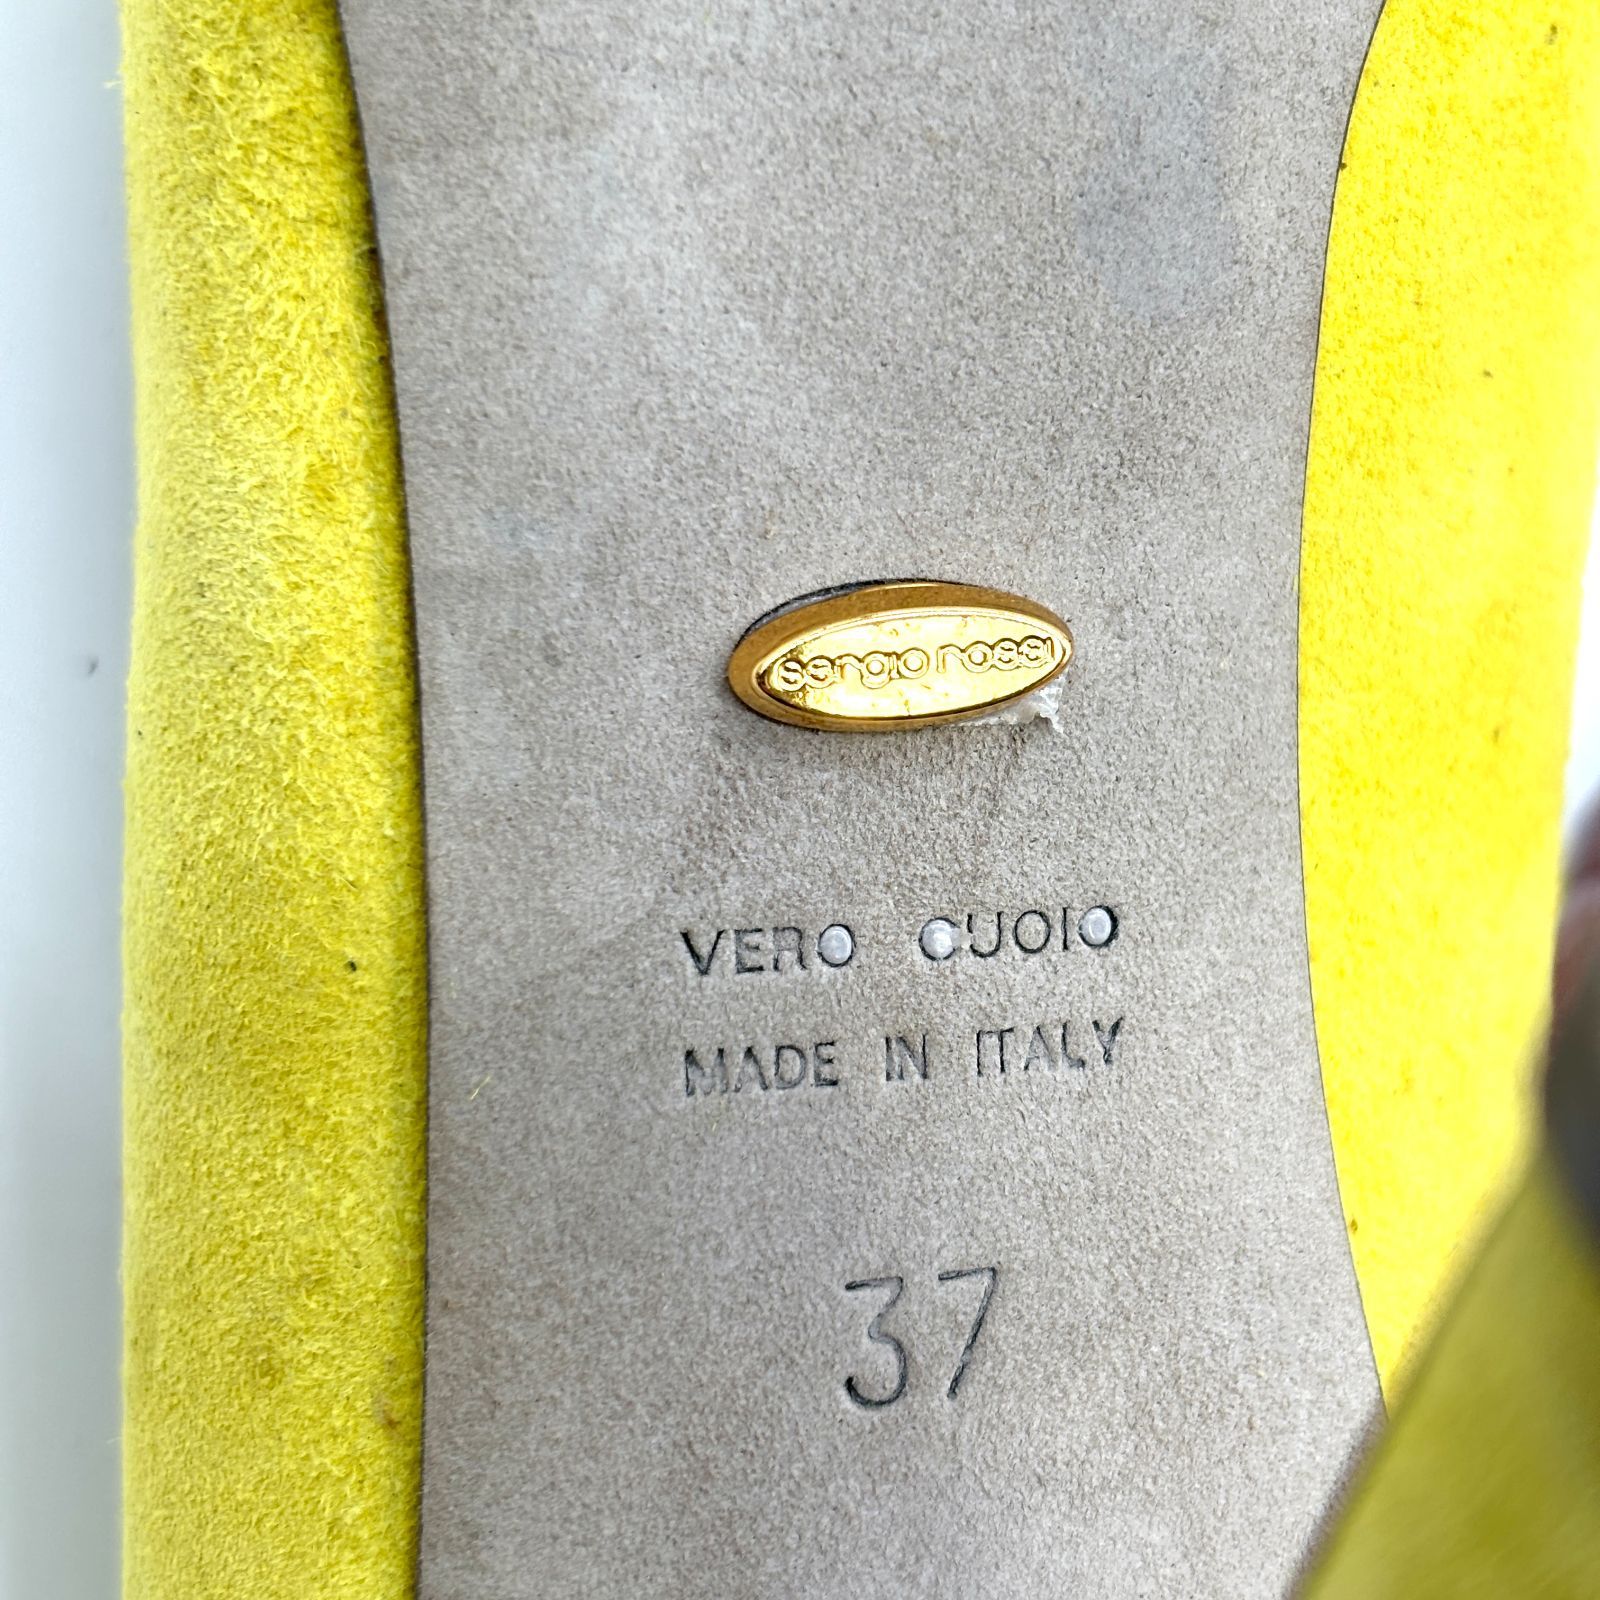 sergio rossi
VERO CUOIO
MADE IN ITALY
37